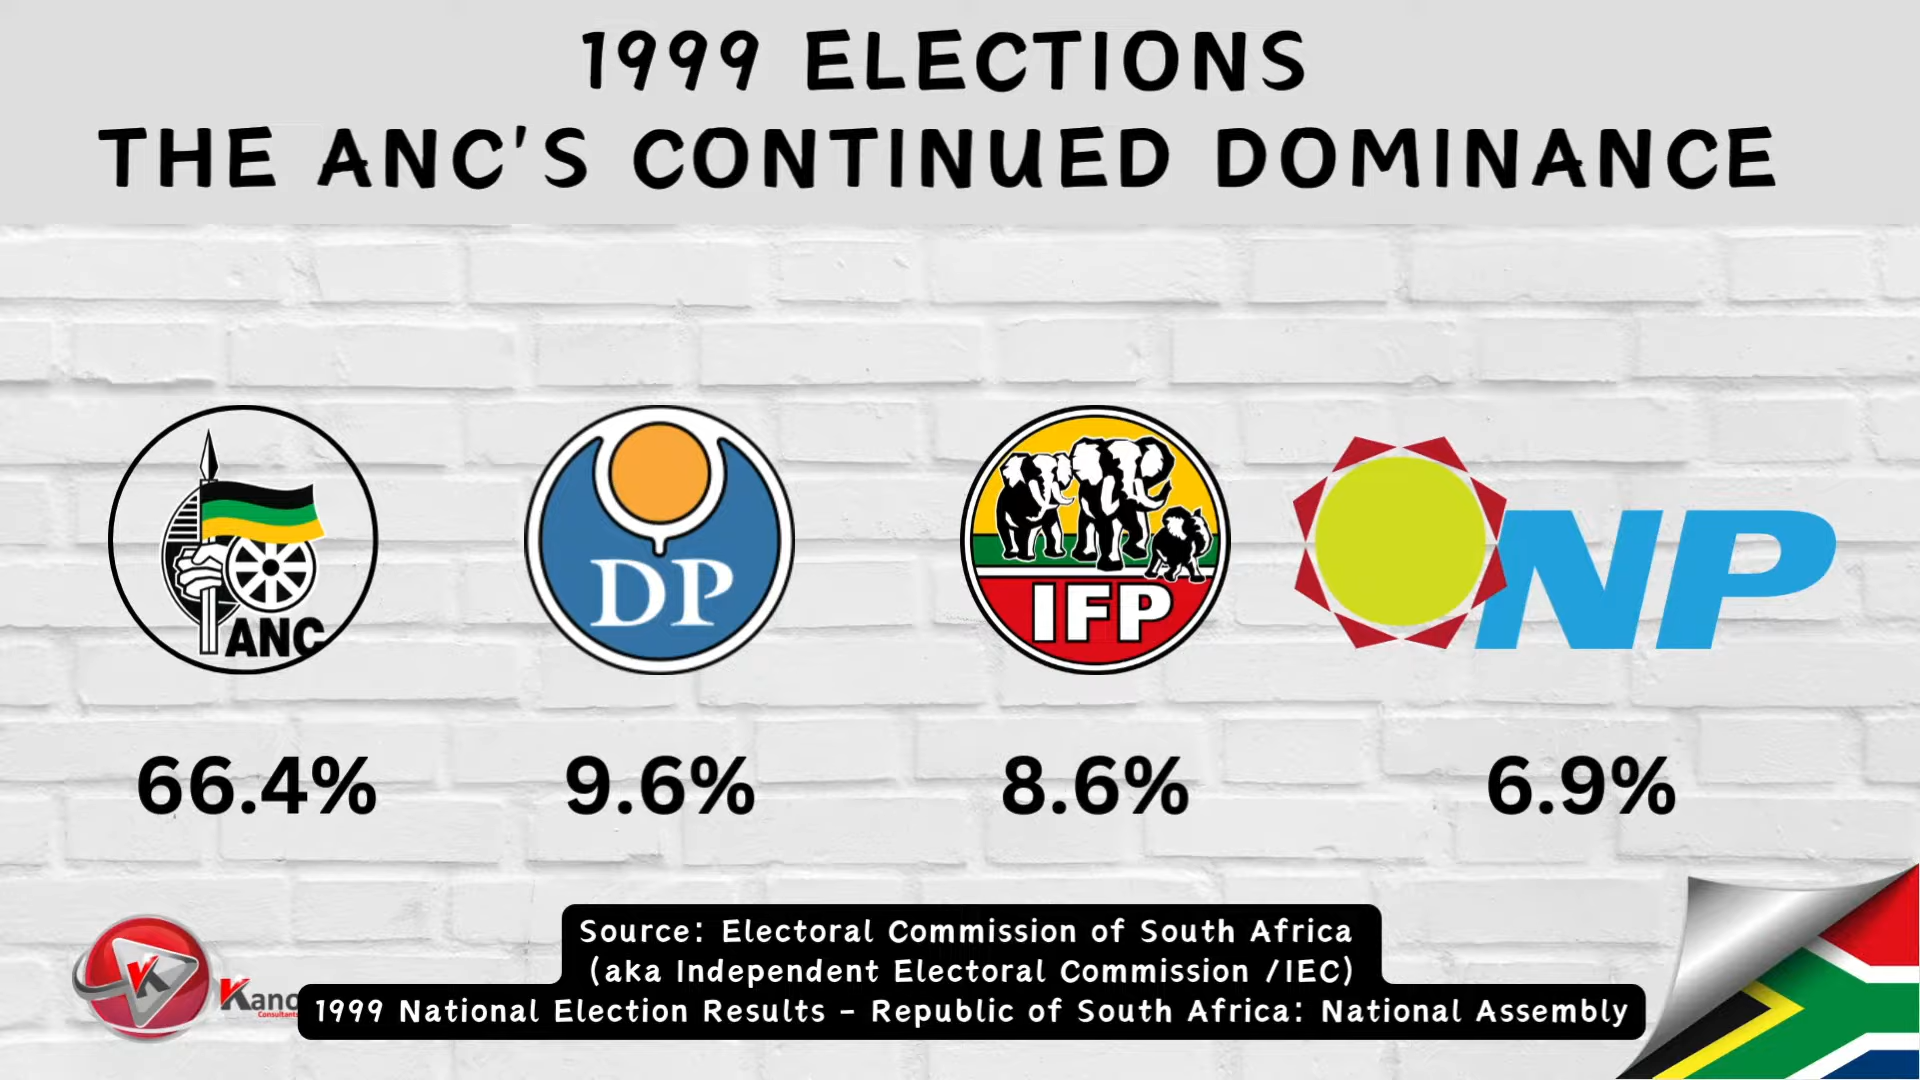 1999 ELECTIONS
THE ANC'S CONTINUED DOMINANCE
ANC
DP
IFP
NP
66.4%
9.6%
8.6%
6.9%
Source: Electoral Commission of South Africa
(aka Independent Electoral Commission /IEC)
K Kano
Consultants
1999 National Election Results - Republic of South Africa: National Assembly